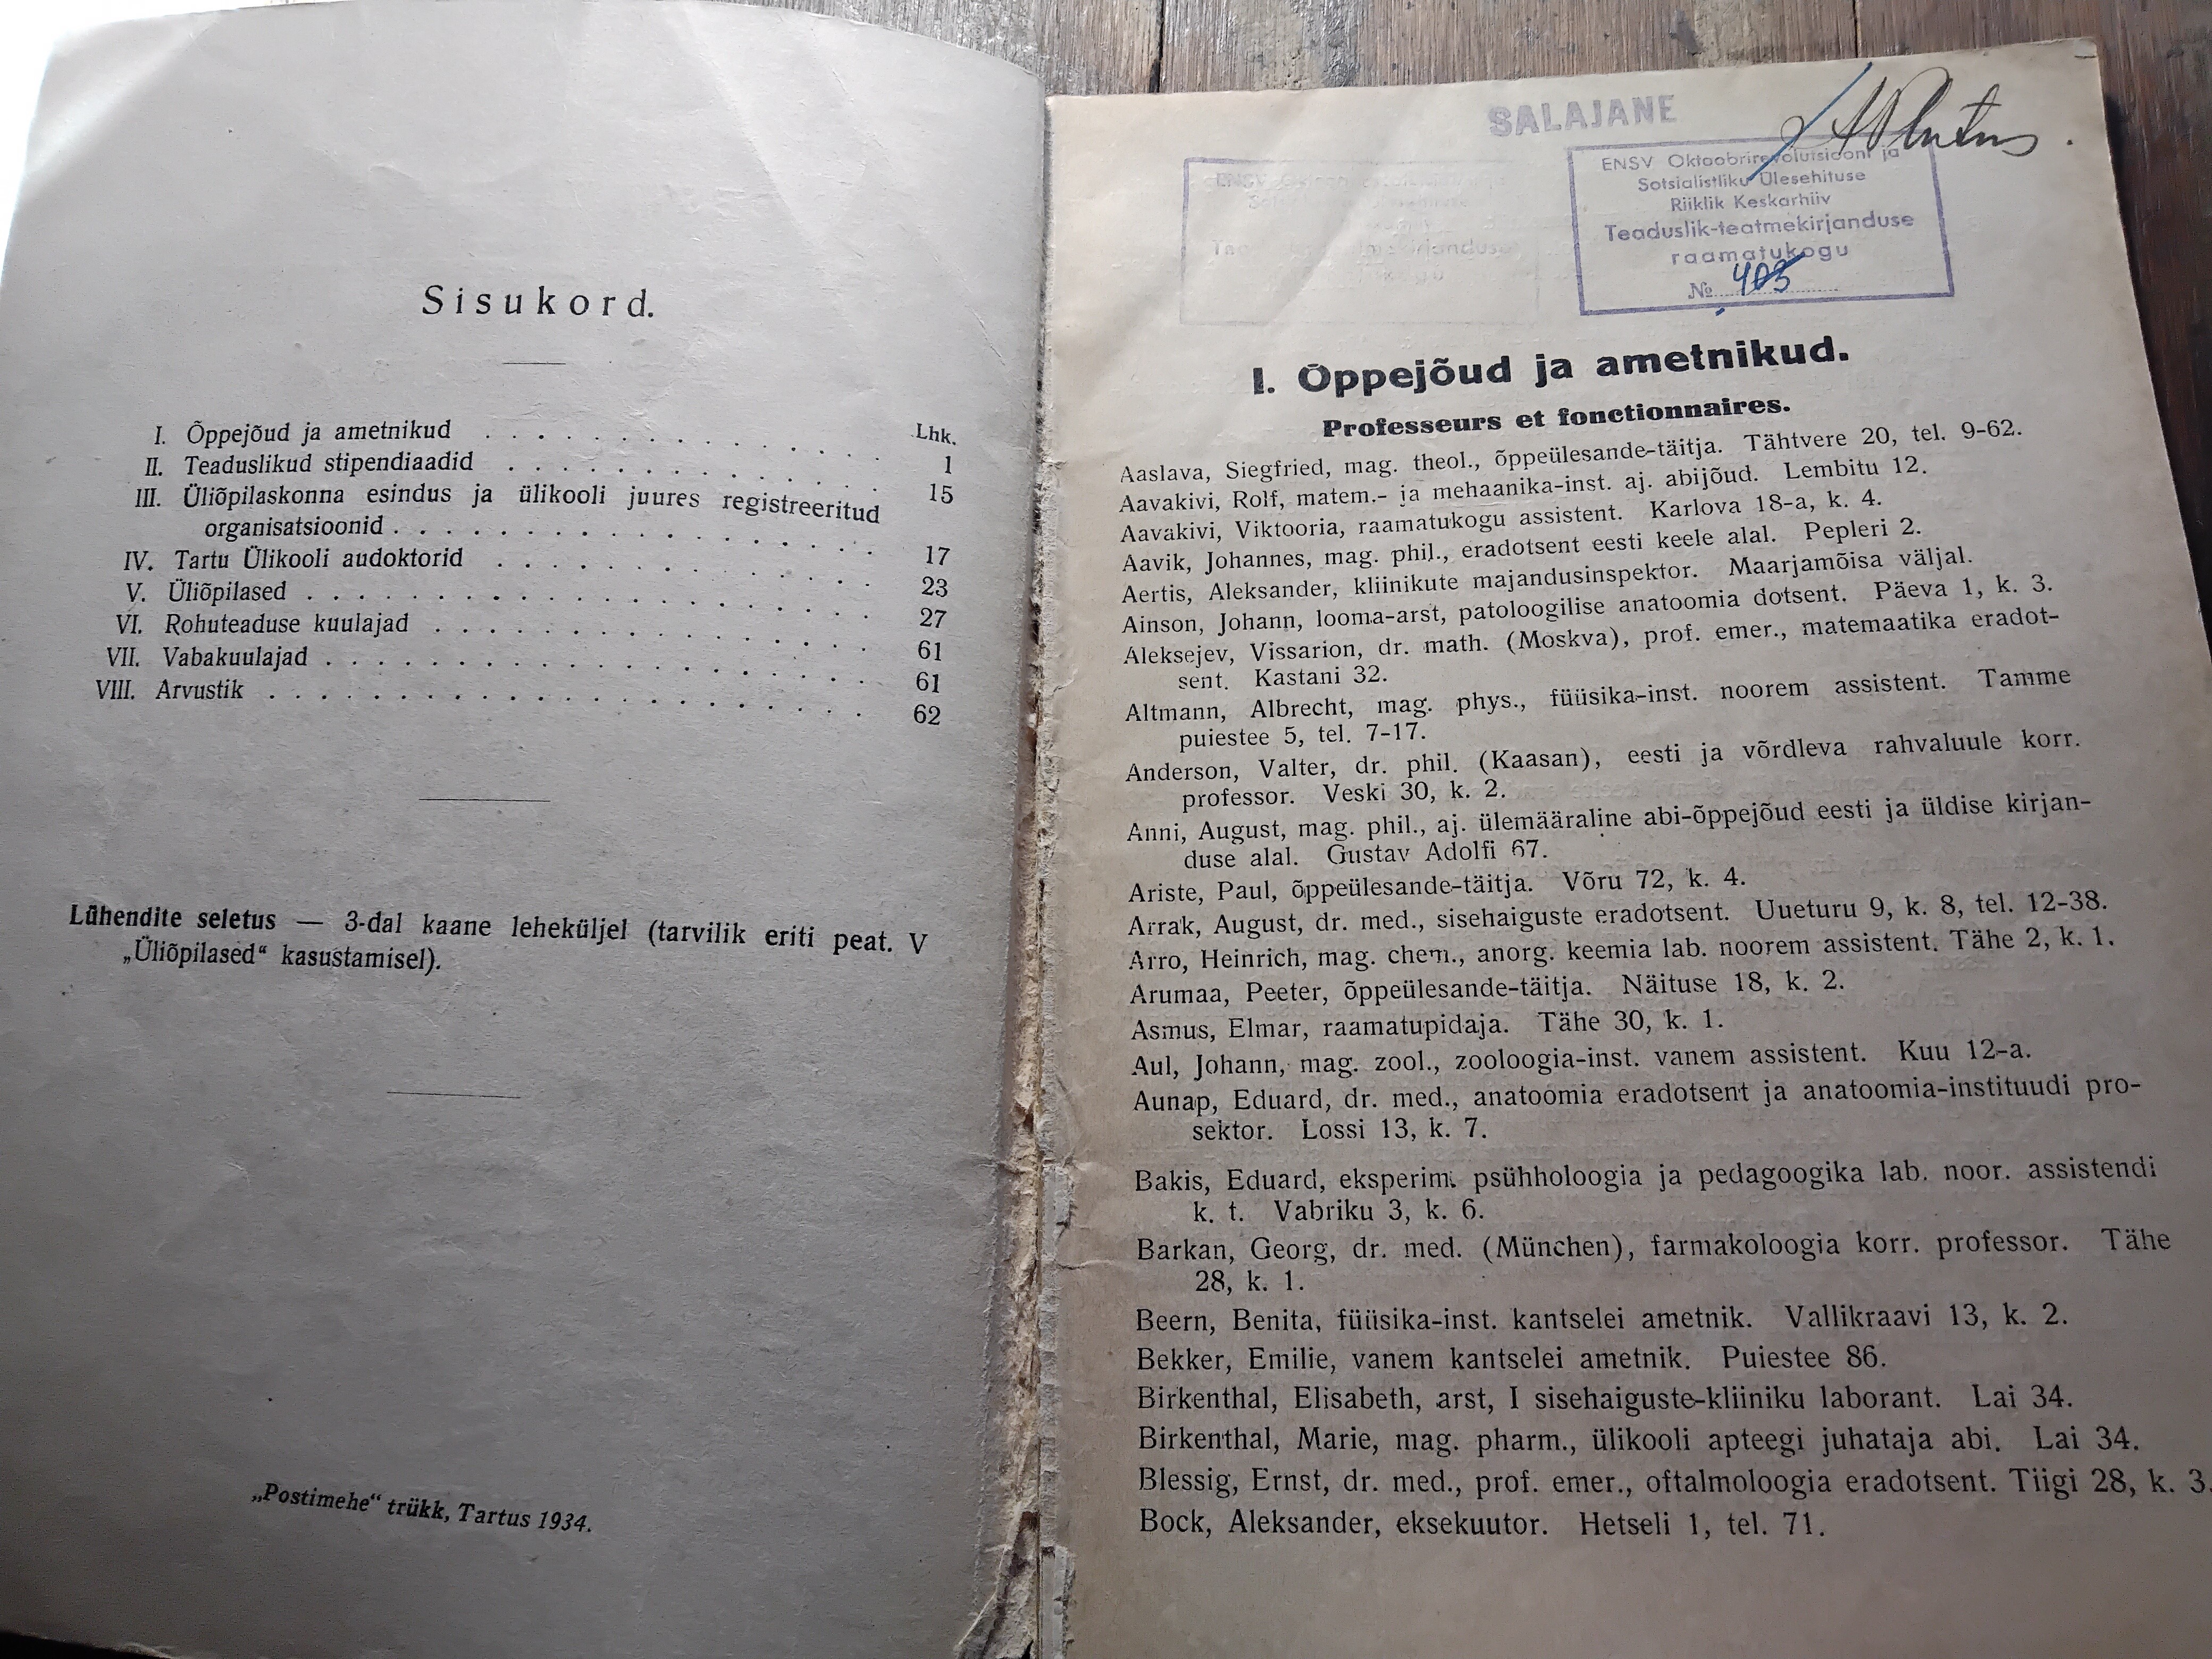 Sisukord.
Lhk.
I. Õppejõud ja ametnikud . . . 1
II. Teaduslikud stipendiaadid . . . 15
III. Üliõpilaskonna esindus ja ülikooli juures registreeritud
organisatsioonid . . . 17
IV. Tartu Ülikooli audoktorid . . . 23
V. Üliõpilased . . . 27
VI. Rohuteaduse kuulajad . . . 61
VII. Vabakuulajad . . . 61
VIII. Arvustik . . . 62
Lühendite seletus — 3-dal kaane leheküljel (tarvilik eriti peat. V
„Üliõpilased“ kasustamisel).
„Postimehe“ trükk, Tartus 1934.
SALAJANE
ENSV Oktoobrirevolutsiooni ja
Sotsialistliku Ülesehituse
Riiklik Keskarhiiv
Teaduslik-teatmekirjanduse
raamatukogu
№ 403
I. Õppejõud ja ametnikud.
Professeurs et fonctionnaires.
Aaslava, Siegfried, mag. theol., õppeülesande-täitja. Tähtvere 20, tel. 9-62.
Aavakivi, Rolf, matem.- ja mehaanika-inst. aj. abijõud. Lembitu 12.
Aavakivi, Viktooria, raamatukogu assistent. Karlova 18-a, k. 4.
Aavik, Johannes, mag. phil., eradotsent eesti keele alal. Pepleri 2.
Aertis, Aleksander, kliinikute majandusinspektor. Maarjamõisa väljal.
Ainson, Johann, looma-arst, patoloogilise anatoomia dotsent. Päeva 1, k. 3.
Aleksejev, Vissarion, dr. math. (Moskva), prof. emer., matemaatika eradot-
sent. Kastani 32.
Altmann, Albrecht, mag. phys., füüsika-inst. noorem assistent. Tamme
puiestee 5, tel. 7-17.
Anderson, Valter, dr. phil. (Kaasan), eesti ja võrdleva rahvaluule korr.
professor. Veski 30, k. 2.
Anni, August, mag. phil., aj. ülemääraline abi-õppejõud eesti ja üldise kirjan-
duse alal. Gustav Adolfi 67.
Ariste, Paul, õppeülesande-täitja. Võru 72, k. 4.
Arrak, August, dr. med., sisehaiguste eradotsent. Uueturu 9, k. 8, tel. 12-38.
Arro, Heinrich, mag. chem., anorg. keemia lab. noorem assistent. Tähe 2, k. 1.
Arumaa, Peeter, õppeülesande-täitja. Näituse 18, k. 2.
Asmus, Elmar, raamatupidaja. Tähe 30, k. 1.
Aul, Johann, mag. zool., zooloogia-inst. vanem assistent. Kuu 12-a.
Aunap, Eduard, dr. med., anatoomia eradotsent ja anatoomia-instituudi pro-
sektor. Lossi 13, k. 7.
Bakis, Eduard, eksperim. psühholoogia ja pedagoogika lab. noor. assistendi
k. t. Vabriku 3, k. 6.
Barkan, Georg, dr. med. (München), farmakoloogia korr. professor. Tähe
28, k. 1.
Beern, Benita, füüsika-inst. kantselei ametnik. Vallikraavi 13, k. 2.
Bekker, Emilie, vanem kantselei ametnik. Puiestee 86.
Birkenthal, Elisabeth, arst, I sisehaiguste-kliiniku laborant. Lai 34.
Birkenthal, Marie, mag. pharm., ülikooli apteegi juhataja abi. Lai 34.
Blessig, Ernst, dr. med., prof. emer., oftalmoloogia eradotsent. Tiigi 28, k. 3.
Bock, Aleksander, eksekuutor. Hetseli 1, tel. 71.